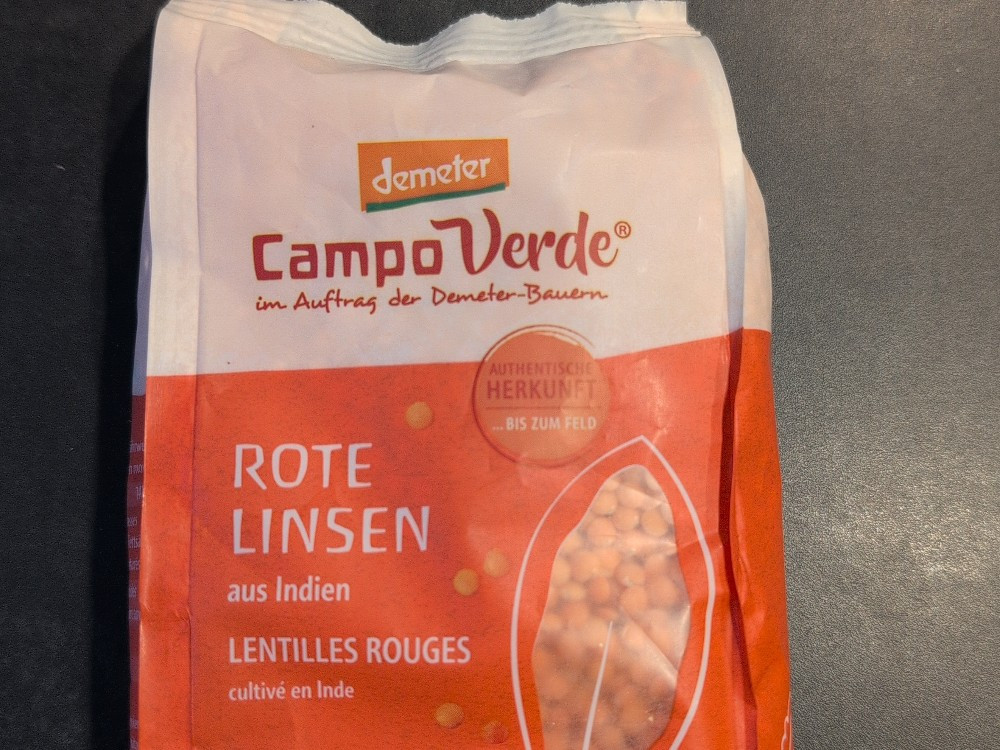 demeter
Campo Verde®
im Auftrag der Demeter-Bauern
AUTHENTISCHE
HERKUNFT
...BIS ZUM FELD
ROTE
LINSEN
aus Indien
LENTILLES ROUGES
cultivé en Inde